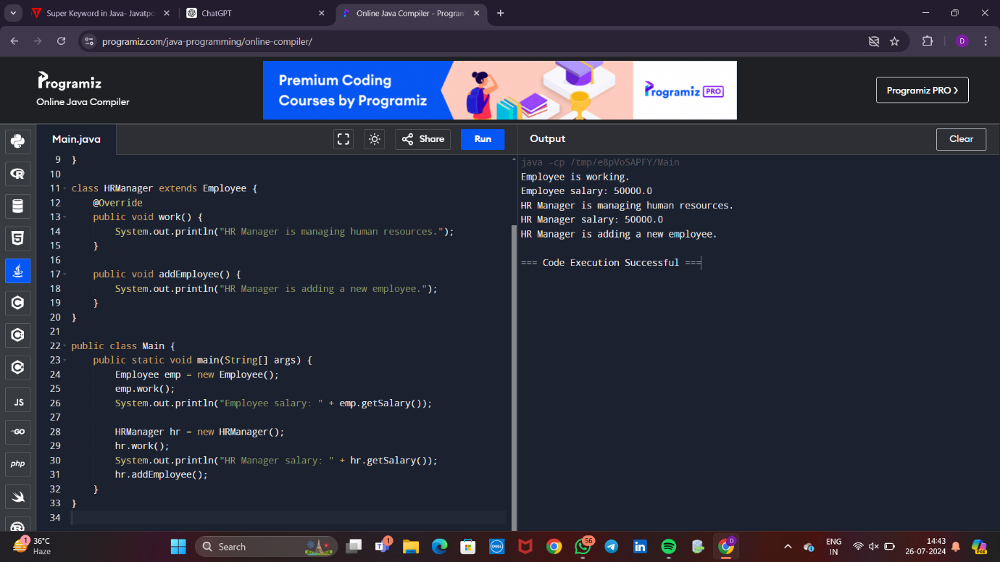 Super Keyword in Java- Javatpo
ChatGPT
Online Java Compiler - Program
programiz.com/java-programming/online-compiler/
D
Programiz
Online Java Compiler
Premium Coding
Courses by Programiz
Programiz PRO
Programiz PRO
Main.java
Share
Run
Output
Clear
9 }
10
11 class HRManager extends Employee {
12 @Override
13 public void work() {
14 System.out.println("HR Manager is managing human resources.");
15 }
16
17 public void addEmployee() {
18 System.out.println("HR Manager is adding a new employee.");
19 }
20 }
21
22 public class Main {
23 public static void main(String[] args) {
24 Employee emp = new Employee();
25 emp.work();
26 System.out.println("Employee salary: " + emp.getSalary());
27
28 HRManager hr = new HRManager();
29 hr.work();
30 System.out.println("HR Manager salary: " + hr.getSalary());
31 hr.addEmployee();
32 }
33 }
34
java -cp /tmp/e8pVoSAPFY/Main
Employee is working.
Employee salary: 50000.0
HR Manager is managing human resources.
HR Manager salary: 50000.0
HR Manager is adding a new employee.
=== Code Execution Successful ===
JS
GO
php
1
36°C
Haze
Search
1
DELL
56
D
ENG
IN
14:43
26-07-2024
PRE